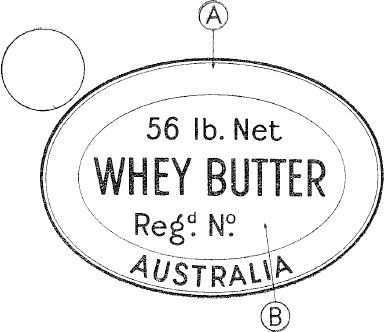 A
56 lb. Net
WHEY BUTTER
Regd. No.
AUSTRALIA
B